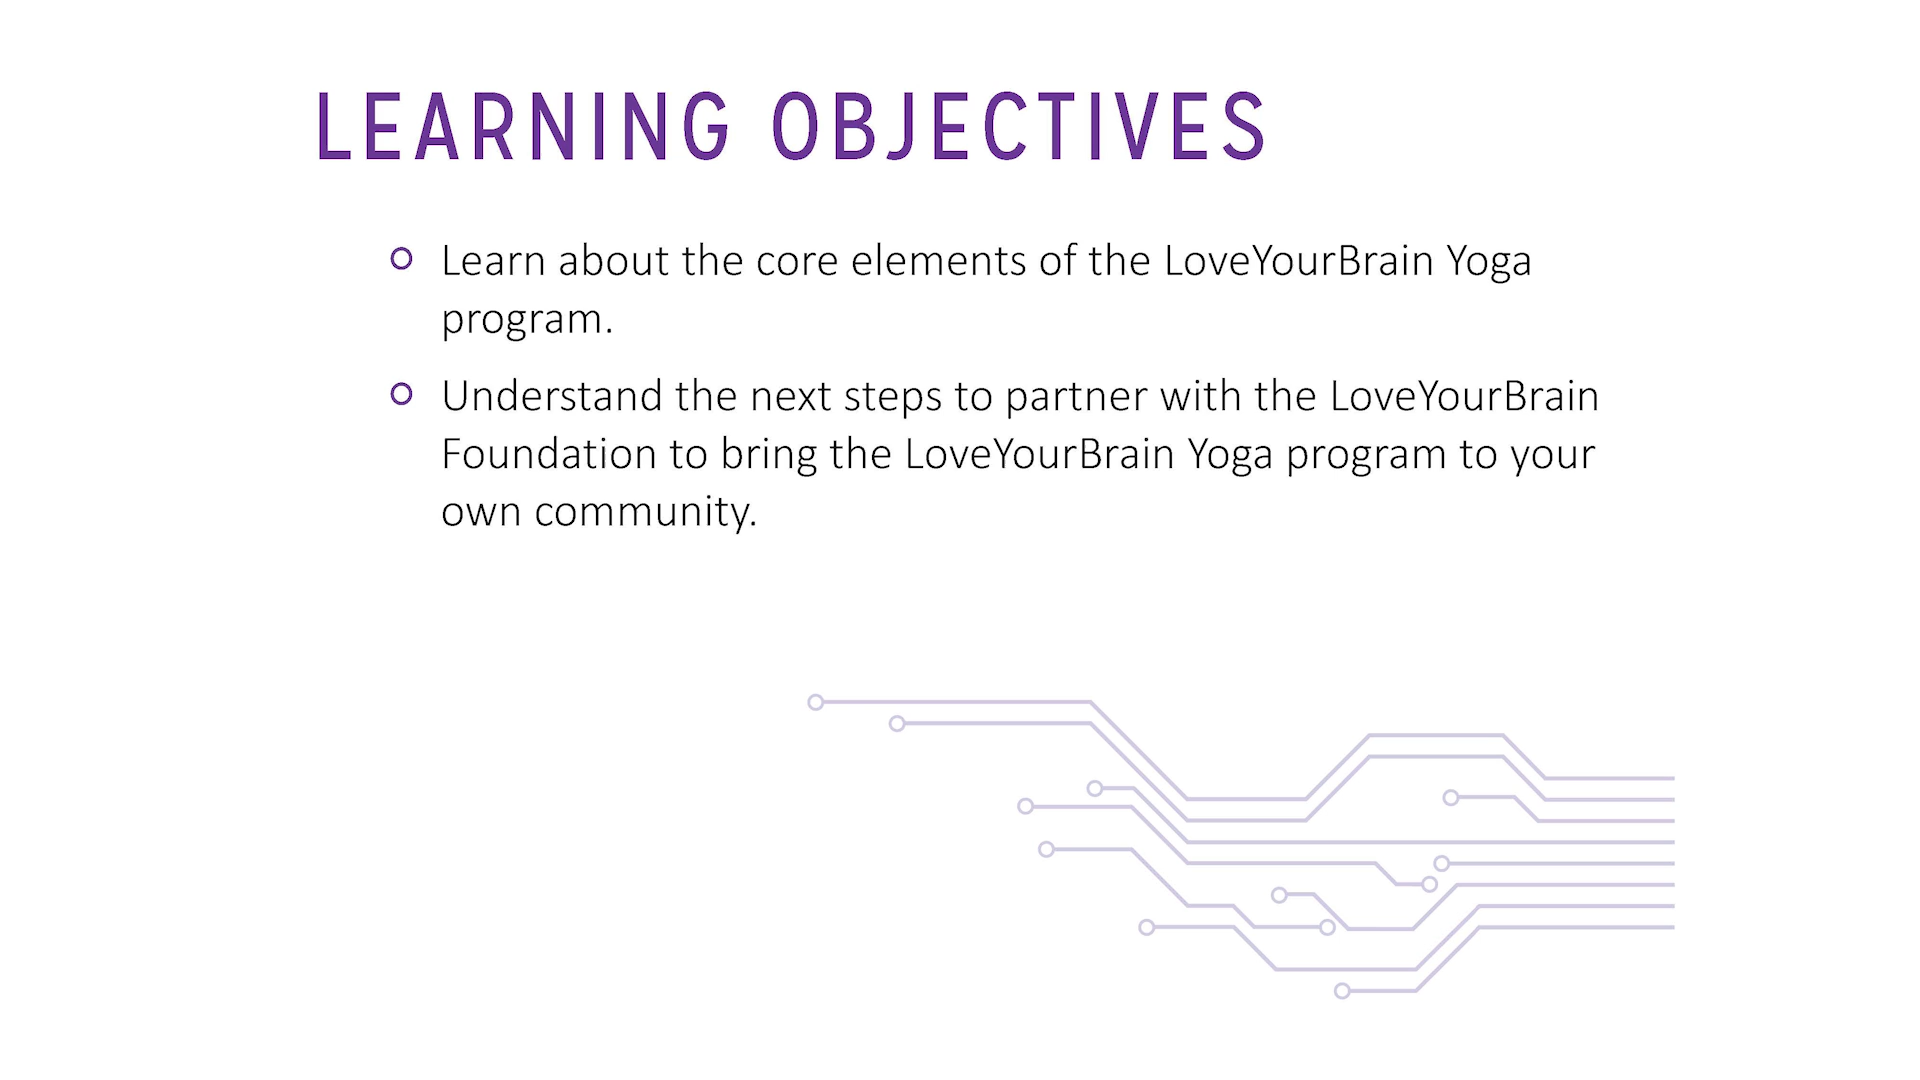 LEARNING OBJECTIVES
Learn about the core elements of the LoveYourBrain Yoga
program.
Understand the next steps to partner with the LoveYourBrain
Foundation to bring the LoveYourBrain Yoga program to your
own community.